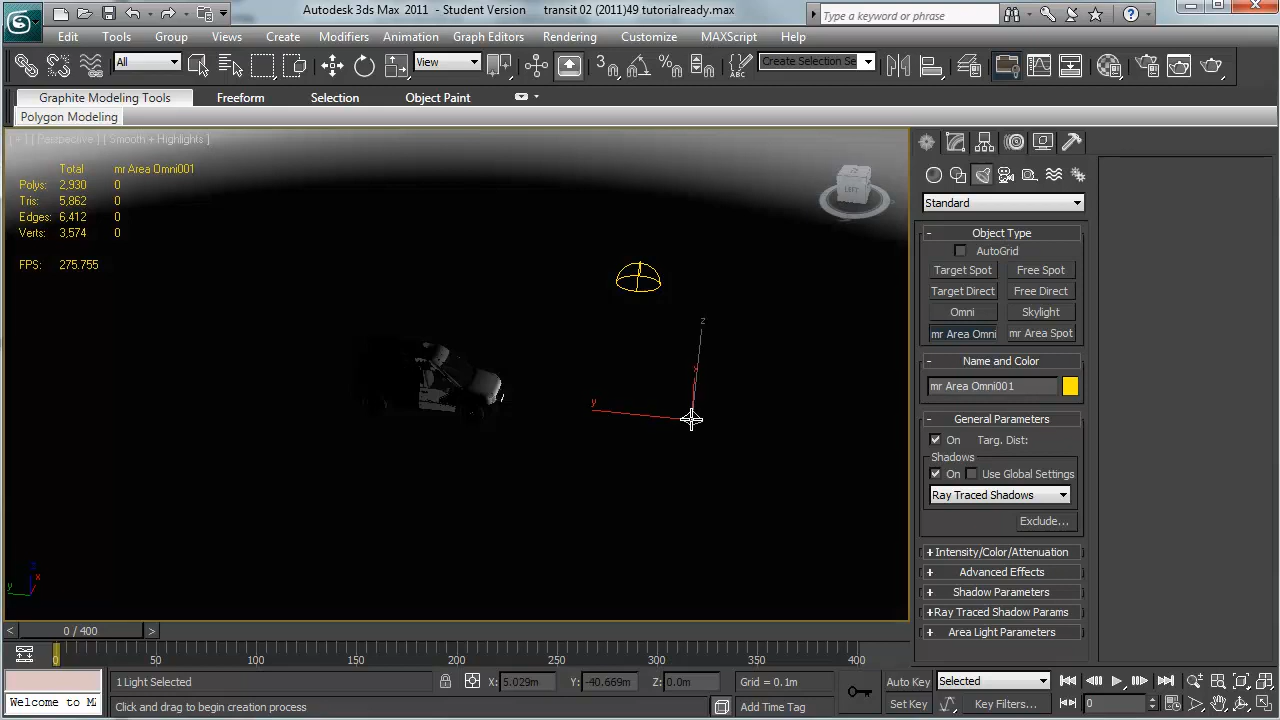 Autodesk 3ds Max 2011 - Student Version transit 02 (2011)49 tutorialready.max
Type a keyword or phrase
Edit Tools Group Views Create Modifiers Animation Graph Editors Rendering Customize MAXScript Help
All View 3 Create Selection Se
Graphite Modeling Tools Freeform Selection Object Paint
Polygon Modeling
[ + ] [ Perspective ] [ Smooth + Highlights ]
Total mr Area Omni001
Polys: 2,930 0
Tris: 5,862 0
Edges: 6,412 0
Verts: 3,574 0
FPS: 275.755
LEFT
z
x
y
Standard
- Object Type
AutoGrid
Target Spot Free Spot
Target Direct Free Direct
Omni Skylight
mr Area Omni mr Area Spot
- Name and Color
mr Area Omni001
- General Parameters
On Targ. Dist:
Shadows
On Use Global Settings
Ray Traced Shadows
Exclude...
+ Intensity/Color/Attenuation
+ Advanced Effects
+ Shadow Parameters
+ Ray Traced Shadow Params
+ Area Light Parameters
z
x
y
< 0 / 400 >
0 50 100 150 200 250 300 350 400
1 Light Selected X: 5.029m Y: -40.669m Z: 0.0m Grid = 0.1m Auto Key Selected
Welcome to M Click and drag to begin creation process Add Time Tag Set Key Key Filters... 0